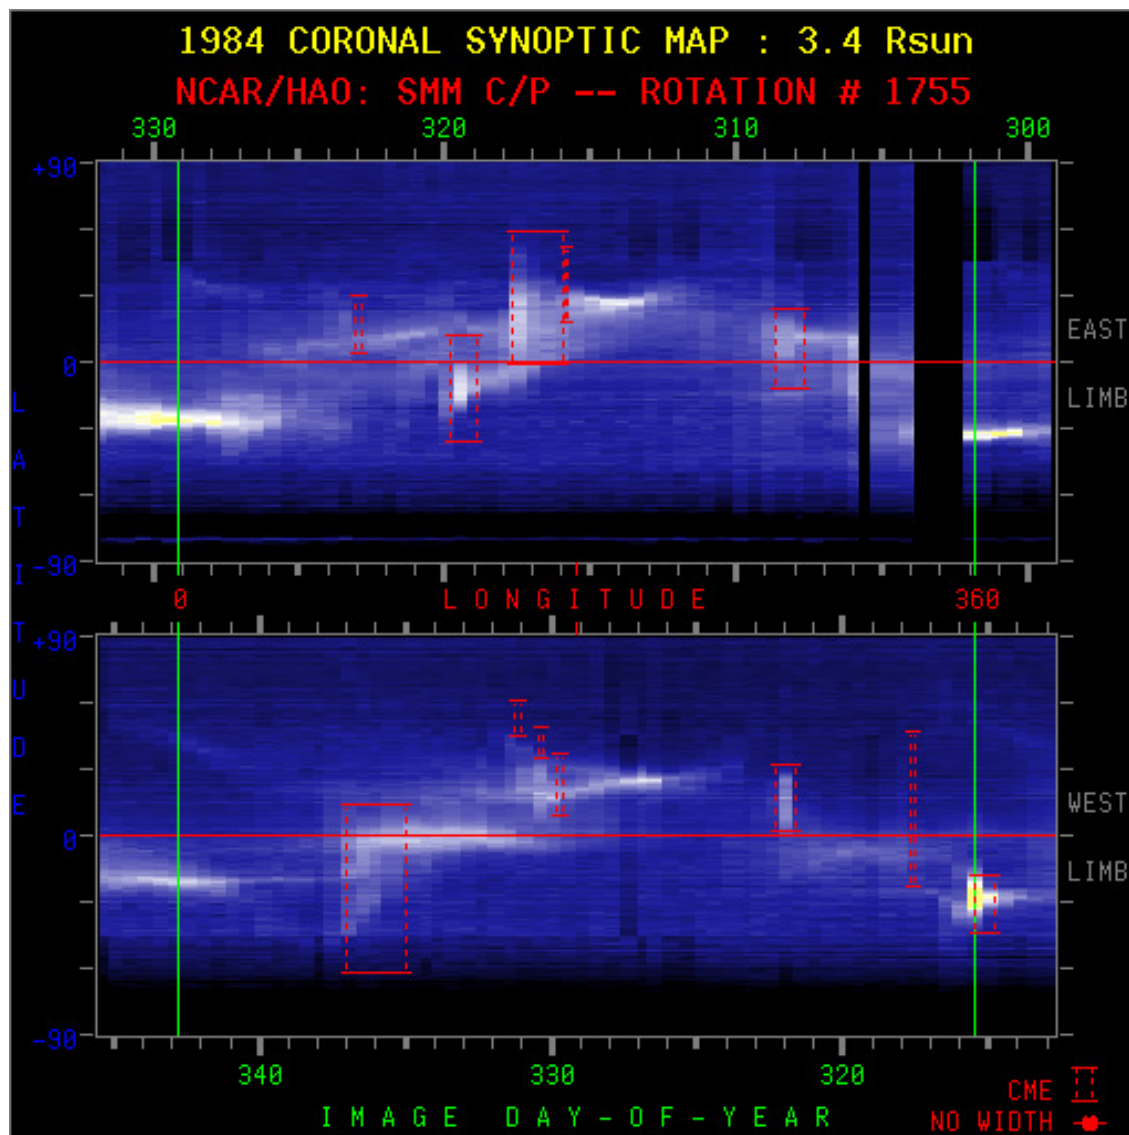 1984 CORONAL SYNOPTIC MAP : 3.4 Rsun
NCAR/HAO: SMM C/P -- ROTATION # 1755
330 320 310 300
+90
0
-90
EAST
LIMB
0 LONGITUDE 360
LATITUDE
+90
0
-90
WEST
LIMB
340 330 320
IMAGE DAY-OF-YEAR
CME
NO WIDTH